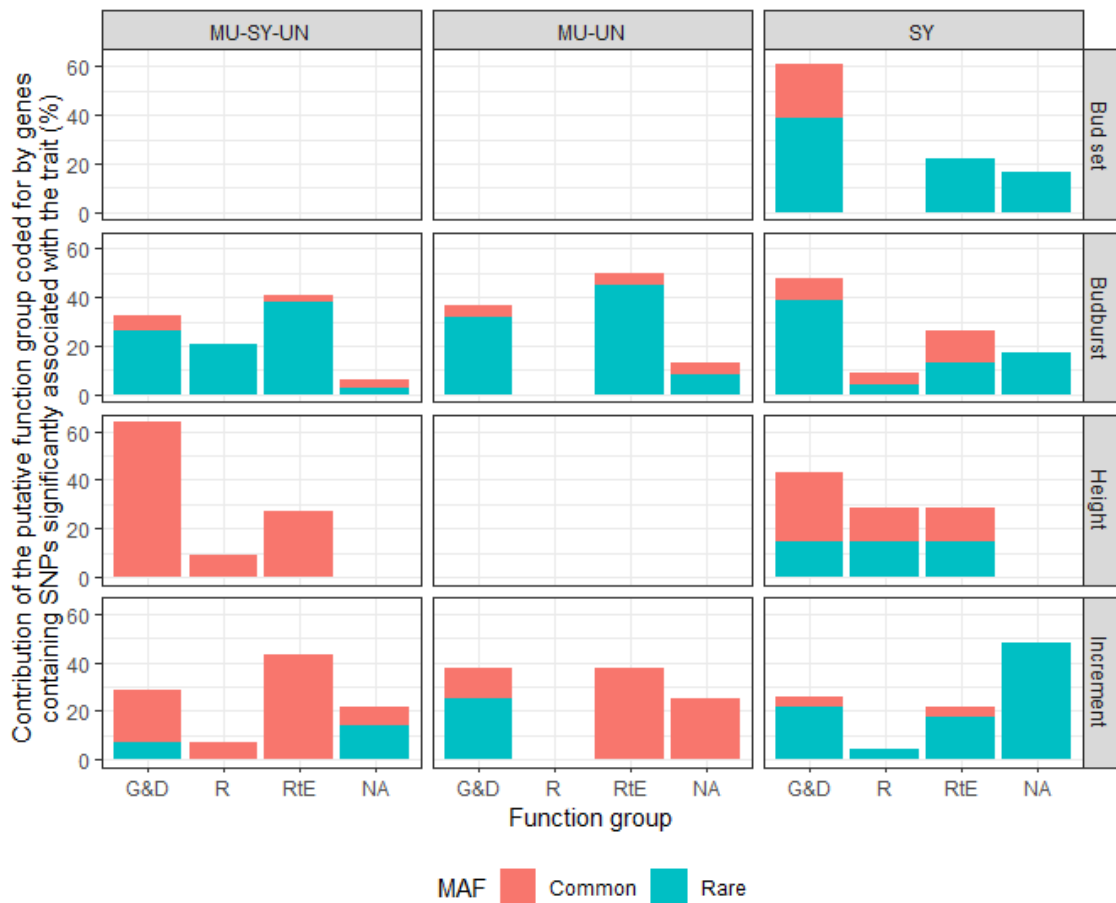 MU-SY-UN
MU-UN
SY
Contribution of the putative function group coded for by genes
containing SNPs significantly associated with the trait (%)
60
40
20
0
Bud set
60
40
20
0
Budburst
60
40
20
0
Height
60
40
20
0
Increment
G&D R RtE NA
G&D R RtE NA
G&D R RtE NA
Function group
MAF Common Rare